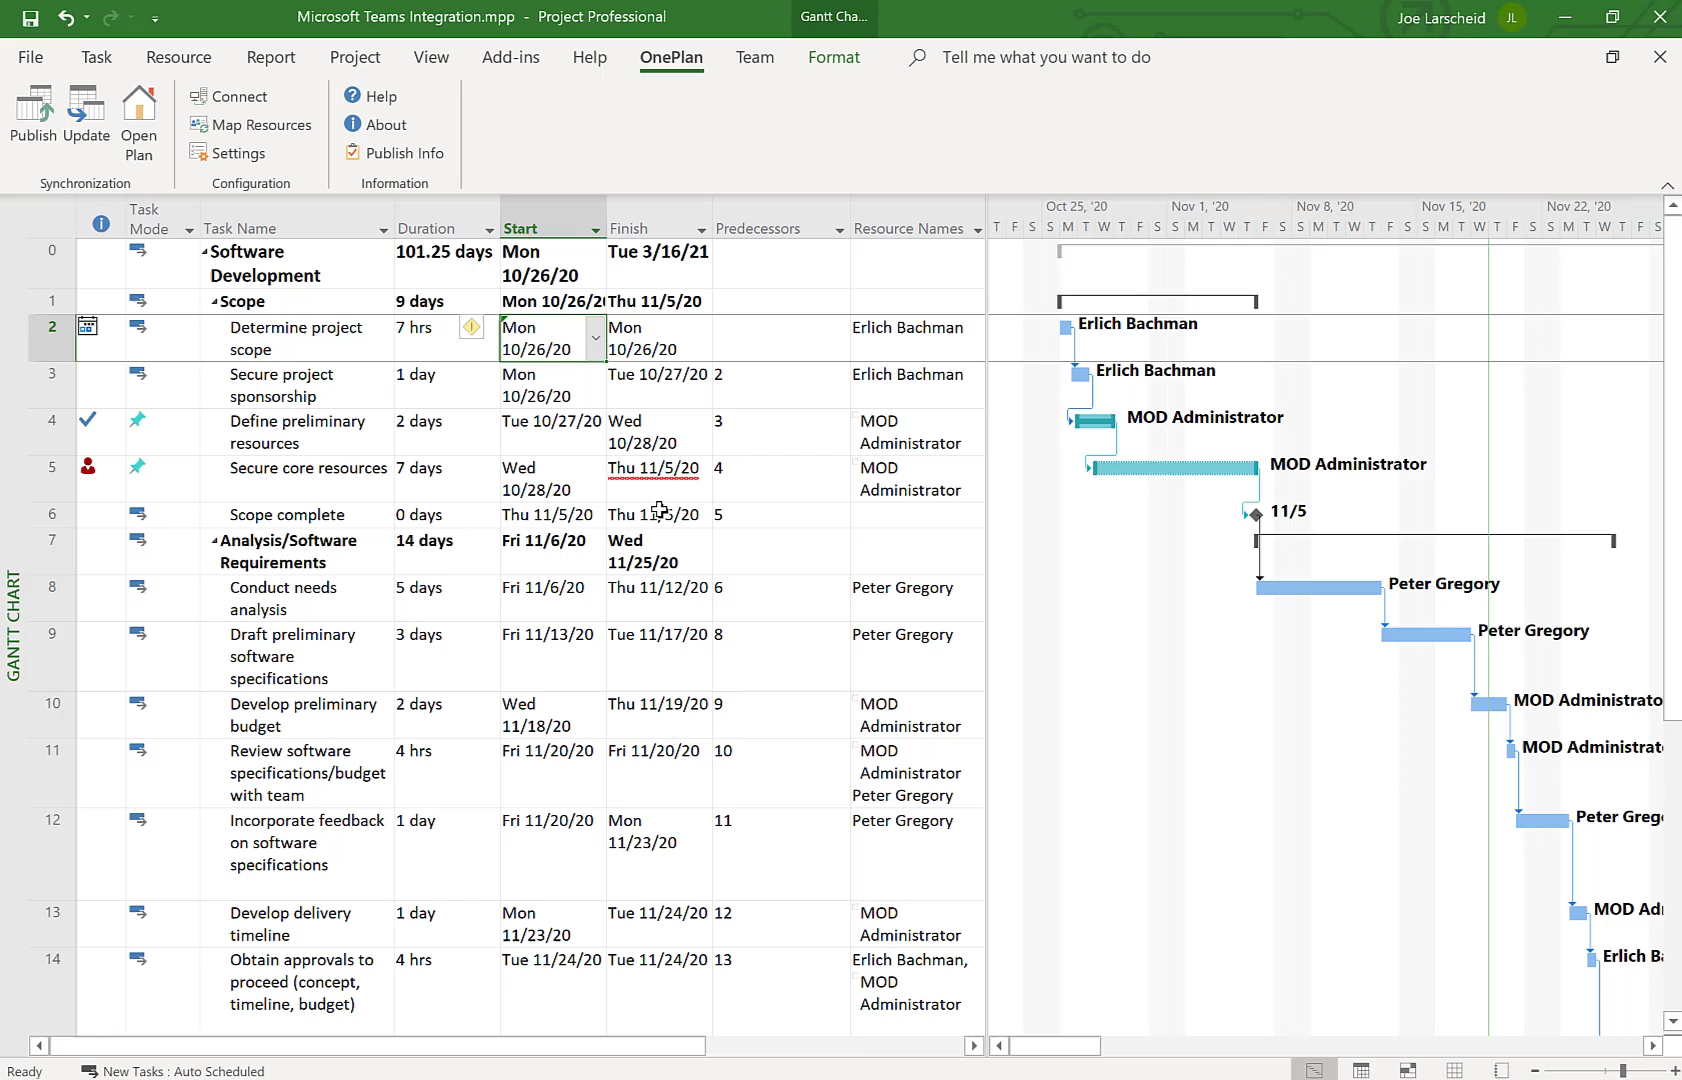 Microsoft Teams Integration.mpp - Project Professional
Gantt Cha...
Joe Larscheid JL
File Task Resource Report Project View Add-ins Help OnePlan Team Format Tell me what you want to do
Publish Update Open Plan
Synchronization
Connect
Map Resources
Settings
Configuration
Help
About
Publish Info
Information
Task Mode Task Name Duration Start Finish Predecessors Resource Names
Oct 25, '20 Nov 1, '20 Nov 8, '20 Nov 15, '20 Nov 22, '20
T F S S M T W T F S S M T W T F S S M T W T F S S M T W T F S S M T W T F S
0 Software Development 101.25 days Mon 10/26/20 Tue 3/16/21
1 Scope 9 days Mon 10/26/20 Thu 11/5/20
2 Determine project scope 7 hrs Mon 10/26/20 Mon 10/26/20 Erlich Bachman
3 Secure project sponsorship 1 day Mon 10/26/20 Tue 10/27/20 2 Erlich Bachman
4 Define preliminary resources 2 days Tue 10/27/20 Wed 10/28/20 3 MOD Administrator
5 Secure core resources 7 days Wed 10/28/20 Thu 11/5/20 4 MOD Administrator
6 Scope complete 0 days Thu 11/5/20 Thu 11/5/20 5
7 Analysis/Software Requirements 14 days Fri 11/6/20 Wed 11/25/20
8 Conduct needs analysis 5 days Fri 11/6/20 Thu 11/12/20 6 Peter Gregory
9 Draft preliminary software specifications 3 days Fri 11/13/20 Tue 11/17/20 8 Peter Gregory
10 Develop preliminary budget 2 days Wed 11/18/20 Thu 11/19/20 9 MOD Administrator
11 Review software specifications/budget with team 4 hrs Fri 11/20/20 Fri 11/20/20 10 MOD Administrator Peter Gregory
12 Incorporate feedback on software specifications 1 day Fri 11/20/20 Mon 11/23/20 11 Peter Gregory
13 Develop delivery timeline 1 day Mon 11/23/20 Tue 11/24/20 12 MOD Administrator
14 Obtain approvals to proceed (concept, timeline, budget) 4 hrs Tue 11/24/20 Tue 11/24/20 13 Erlich Bachman, MOD Administrator
Erlich Bachman
Erlich Bachman
MOD Administrator
MOD Administrator
11/5
Peter Gregory
Peter Gregory
MOD Administrato
MOD Administrat
Peter Greg
MOD Ad
Erlich B
GANTT CHART
Ready New Tasks : Auto Scheduled